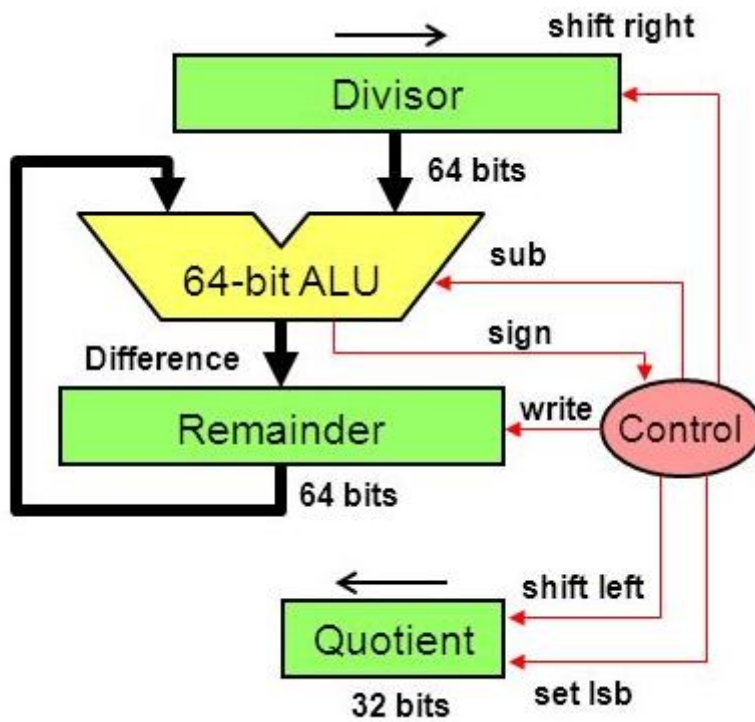 shift right
Divisor
64 bits
64-bit ALU
sub
sign
Difference
write
Remainder
Control
64 bits
shift left
Quotient
set lsb
32 bits